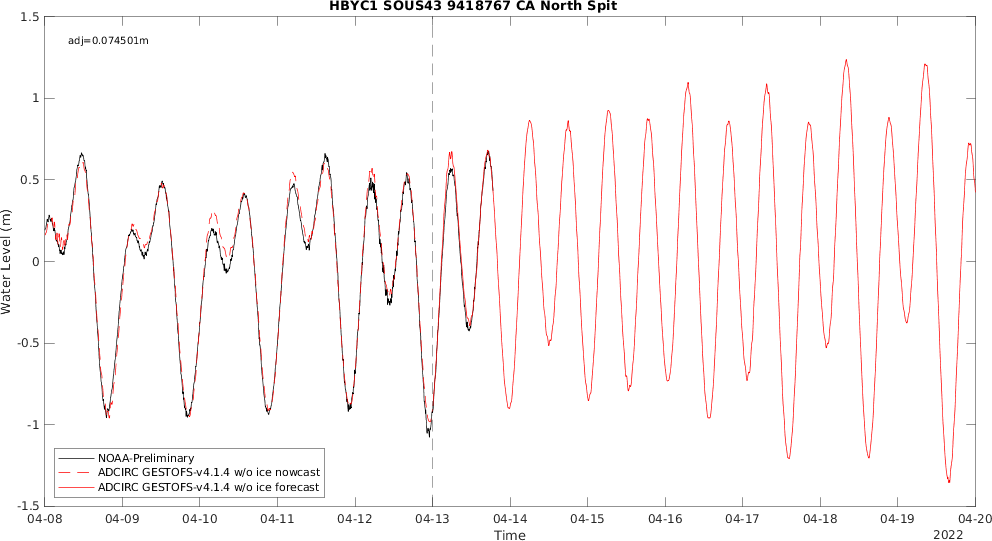 HBYC1 SOUS43 9418767 CA North Spit
adj=0.074501m
1.5
1
0.5
0
-0.5
-1
-1.5
Water Level (m)
NOAA-Preliminary
ADCIRC GESTOFS-v4.1.4 w/o ice nowcast
ADCIRC GESTOFS-v4.1.4 w/o ice forecast
04-08 04-09 04-10 04-11 04-12 04-13 04-14 04-15 04-16 04-17 04-18 04-19 04-20
Time
2022